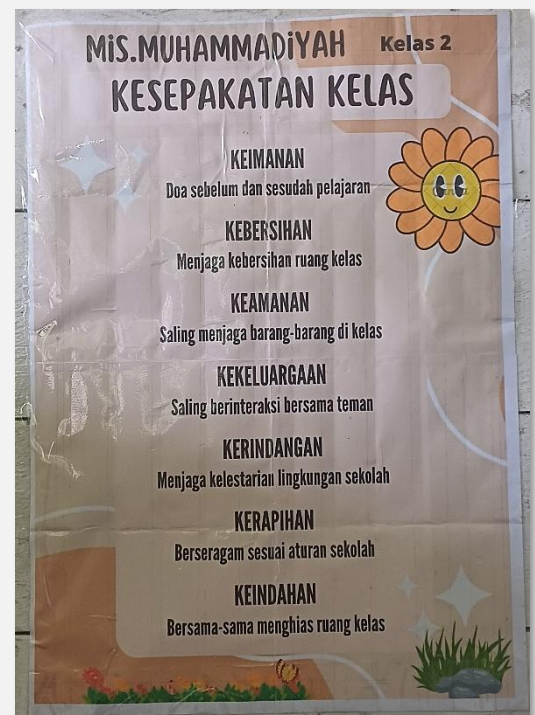 MiS.MUHAMMADiYAH Kelas 2
KESEPAKATAN KELAS
KEIMANAN
Doa sebelum dan sesudah pelajaran
KEBERSIHAN
Menjaga kebersihan ruang kelas
KEAMANAN
Saling menjaga barang-barang di kelas
KEKELUARGAAN
Saling berinteraksi bersama teman
KERINDANGAN
Menjaga kelestarian lingkungan sekolah
KERAPIHAN
Berseragam sesuai aturan sekolah
KEINDAHAN
Bersama-sama menghias ruang kelas